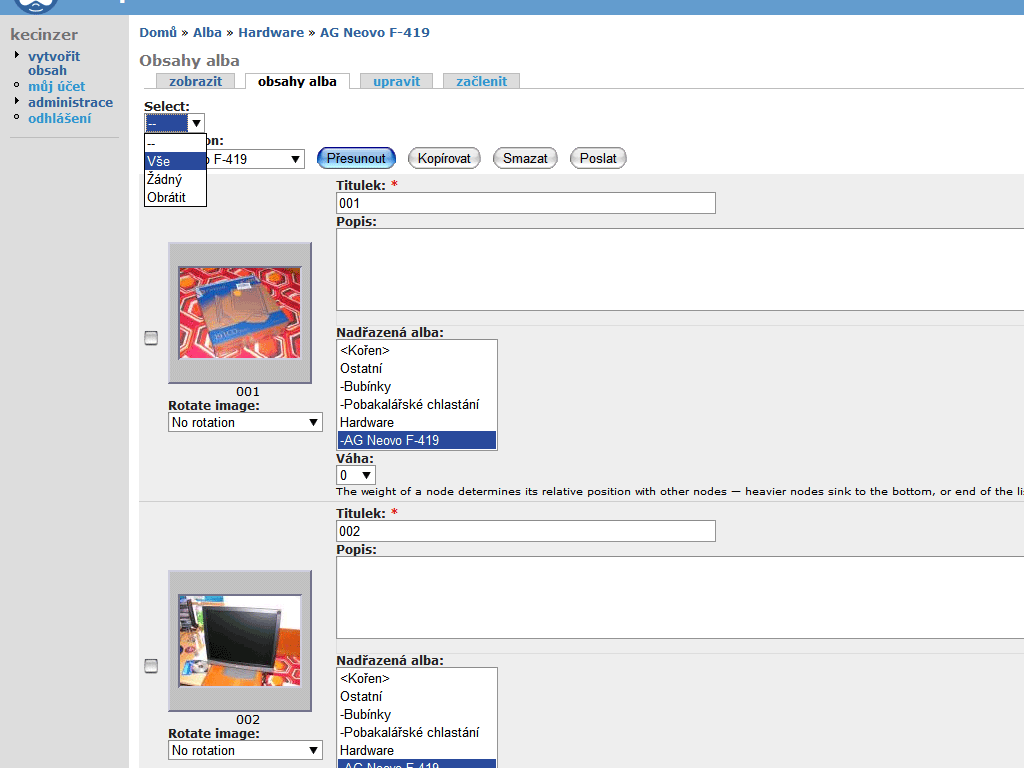 kecinzer
vytvořit
obsah
můj účet
administrace
odhlášení
Domů » Alba » Hardware » AG Neovo F-419
Obsahy alba
zobrazit
obsahy alba
upravit
začlenit
Select:
--
--
Vše
Žádný
Obrátit
on:
o F-419
Přesunout
Kopírovat
Smazat
Poslat
Titulek: *
001
Popis:
001
Rotate image:
No rotation
Nadřazená alba:
<Kořen>
Ostatní
-Bubínky
-Pobakalářské chlastání
Hardware
-AG Neovo F-419
Váha:
0
The weight of a node determines its relative position with other nodes — heavier nodes sink to the bottom, or end of the li
Titulek: *
002
Popis:
002
Rotate image:
No rotation
Nadřazená alba:
<Kořen>
Ostatní
-Bubínky
-Pobakalářské chlastání
Hardware
-AG Neovo F-419